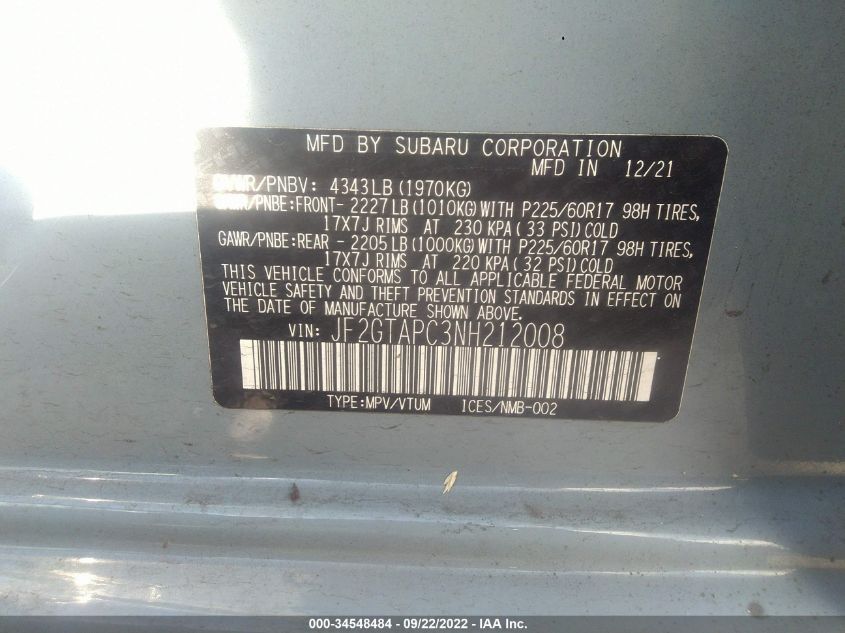 MFD BY SUBARU CORPORATION
MFD IN 12/21
GVWR/PNBV: 4343LB(1970KG)
GAWR/PNBE:FRONT- 2227LB(1010KG)WITH P225/60R17 98H TIRES,
17X7J RIMS AT 230 KPA(33 PSI)COLD
GAWR/PNBE:REAR - 2205LB(1000KG)WITH P225/60R17 98H TIRES,
17X7J RIMS AT 220 KPA(32 PSI)COLD
THIS VEHICLE CONFORMS TO ALL APPLICABLE FEDERAL MOTOR
VEHICLE SAFETY AND THEFT PREVENTION STANDARDS IN EFFECT ON
THE DATE OF MANUFACTURE SHOWN ABOVE.
VIN: JF2GTAPC3NH212008
TYPE:MPV/VTUM ICES/NMB-002
000-34548484 - 09/22/2022 - IAA Inc.